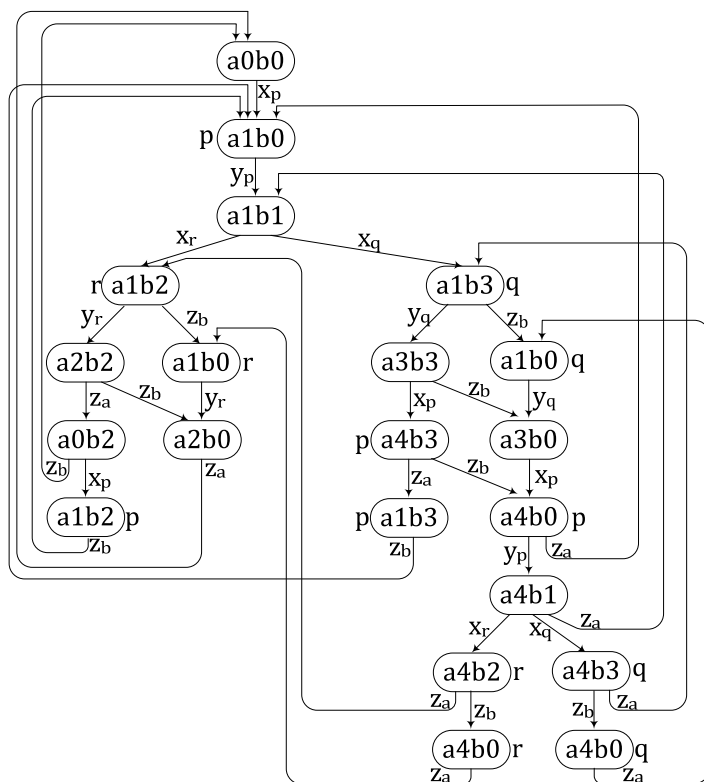 a0b0
xp
p a1b0
yp
a1b1
xr xq
r a1b2 a1b3 q
yr zb yq zb
a2b2 a1b0 r a3b3 a1b0 q
za zb yr xp zb yq
a0b2 a2b0 p a4b3 a3b0
zb xp za za zb xp
a1b2 p p a1b3 a4b0 p
zb zb yp za
a4b1
xr xq za
a4b2 r a4b3 q
za zb zb za
a4b0 r a4b0 q
za za